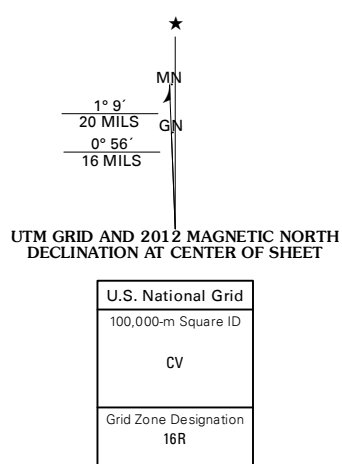 ★
MN
1° 9´
20 MILS
GN
0° 56´
16 MILS
UTM GRID AND 2012 MAGNETIC NORTH
DECLINATION AT CENTER OF SHEET
U.S. National Grid
100,000-m Square ID
CV
Grid Zone Designation
16R